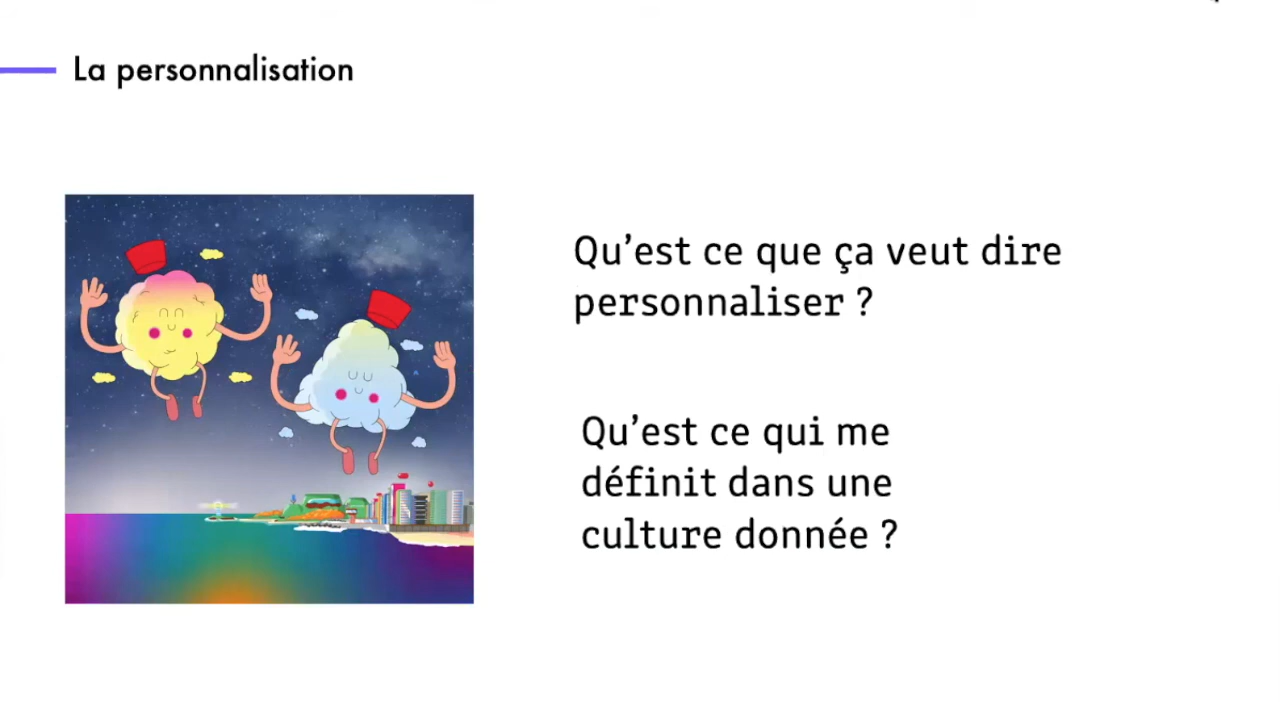 La personnalisation
Qu’est ce que ça veut dire
personnaliser ?
Qu’est ce qui me
définit dans une
culture donnée ?